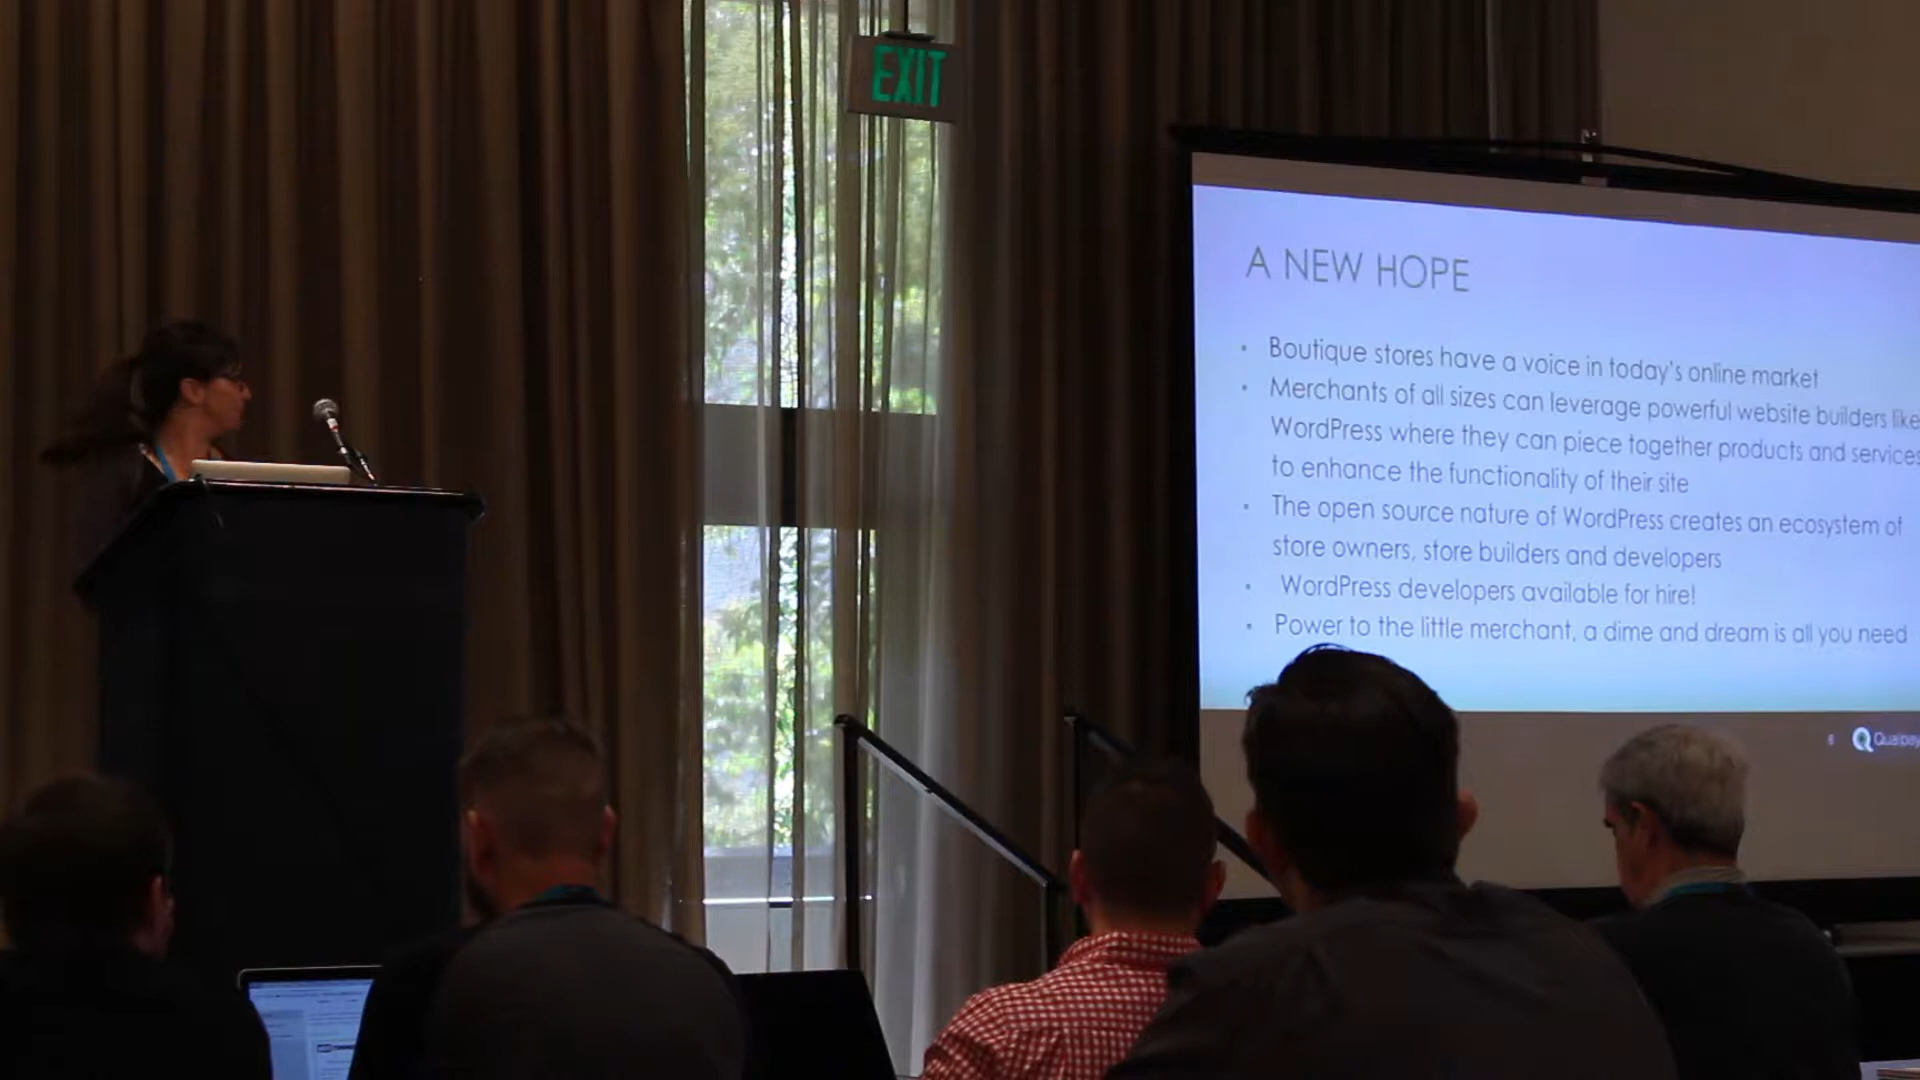 EXIT
A NEW HOPE
• Boutique stores have a voice in today's online market
• Merchants of all sizes can leverage powerful website builders like
WordPress where they can piece together products and services
to enhance the functionality of their site
• The open source nature of WordPress creates an ecosystem of
store owners, store builders and developers
• WordPress developers available for hire!
• Power to the little merchant, a dime and dream is all you need
Qualpay